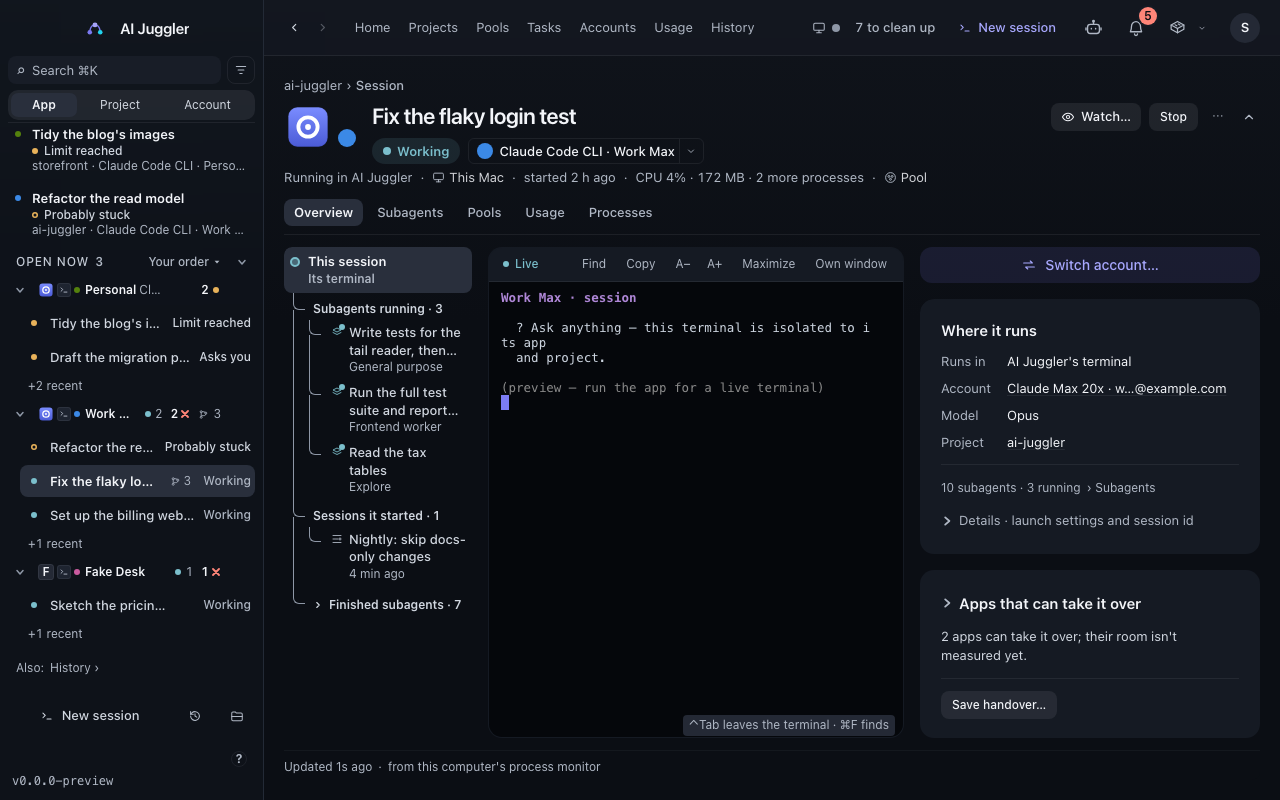 AI Juggler
Search ⌘K
App Project Account
Tidy the blog's images
Limit reached
storefront · Claude Code CLI · Perso...
Refactor the read model
Probably stuck
ai-juggler · Claude Code CLI · Work ...
OPEN NOW 3 Your order
Personal Cl... 2
Tidy the blog's i... Limit reached
Draft the migration p... Asks you
+2 recent
Work ... 2 2 3
Refactor the re... Probably stuck
Fix the flaky lo... 3 Working
Set up the billing web... Working
+1 recent
F Fake Desk 1 1
Sketch the pricin... Working
+1 recent
Also: History ›
New session
?
v0.0.0-preview
Home Projects Pools Tasks Accounts Usage History
7 to clean up
New session
5
S
ai-juggler › Session
Fix the flaky login test
Watch... Stop ...
Working
Claude Code CLI · Work Max
Running in AI Juggler · This Mac · started 2 h ago · CPU 4% · 172 MB · 2 more processes · Pool
Overview Subagents Pools Usage Processes
This session
Its terminal
Subagents running · 3
Write tests for the
tail reader, then...
General purpose
Run the full test
suite and report...
Frontend worker
Read the tax
tables
Explore
Sessions it started · 1
Nightly: skip docs-
only changes
4 min ago
Finished subagents · 7
Live Find Copy A− A+ Maximize Own window
Work Max · session
? Ask anything — this terminal is isolated to i
ts app
and project.
(preview — run the app for a live terminal)
^Tab leaves the terminal · ⌘F finds
Switch account...
Where it runs
Runs in AI Juggler's terminal
Account Claude Max 20x · w...@example.com
Model Opus
Project ai-juggler
10 subagents · 3 running › Subagents
Details · launch settings and session id
Apps that can take it over
2 apps can take it over; their room isn't
measured yet.
Save handover...
Updated 1s ago · from this computer's process monitor